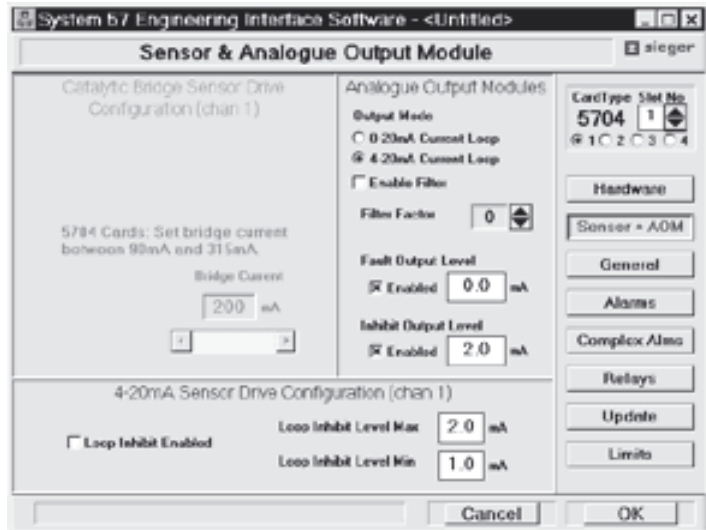 System 57 Engineering Interface Software - <Untitled>
Sensor & Analogue Output Module
sieger
Catalytic Bridge Sensor Drive
Configuration (chan 1)
5704 Cards: Set bridge current
between 90mA and 315mA.
Bridge Current
200 mA
Analogue Output Modules
Output Mode
0-20mA Current Loop
4-20mA Current Loop
Enable Filter
Filter Factor 0
Fault Output Level
Enabled 0.0 mA
Inhibit Output Level
Enabled 2.0 mA
CardType Slot No
5704 1
1 2 3 4
Hardware
Sensor + AOM
General
Alarms
Complex Alms
Relays
Update
Limits
4-20mA Sensor Drive Configuration (chan 1)
Loop Inhibit Enabled
Loop Inhibit Level Max 2.0 mA
Loop Inhibit Level Min 1.0 mA
Cancel
OK